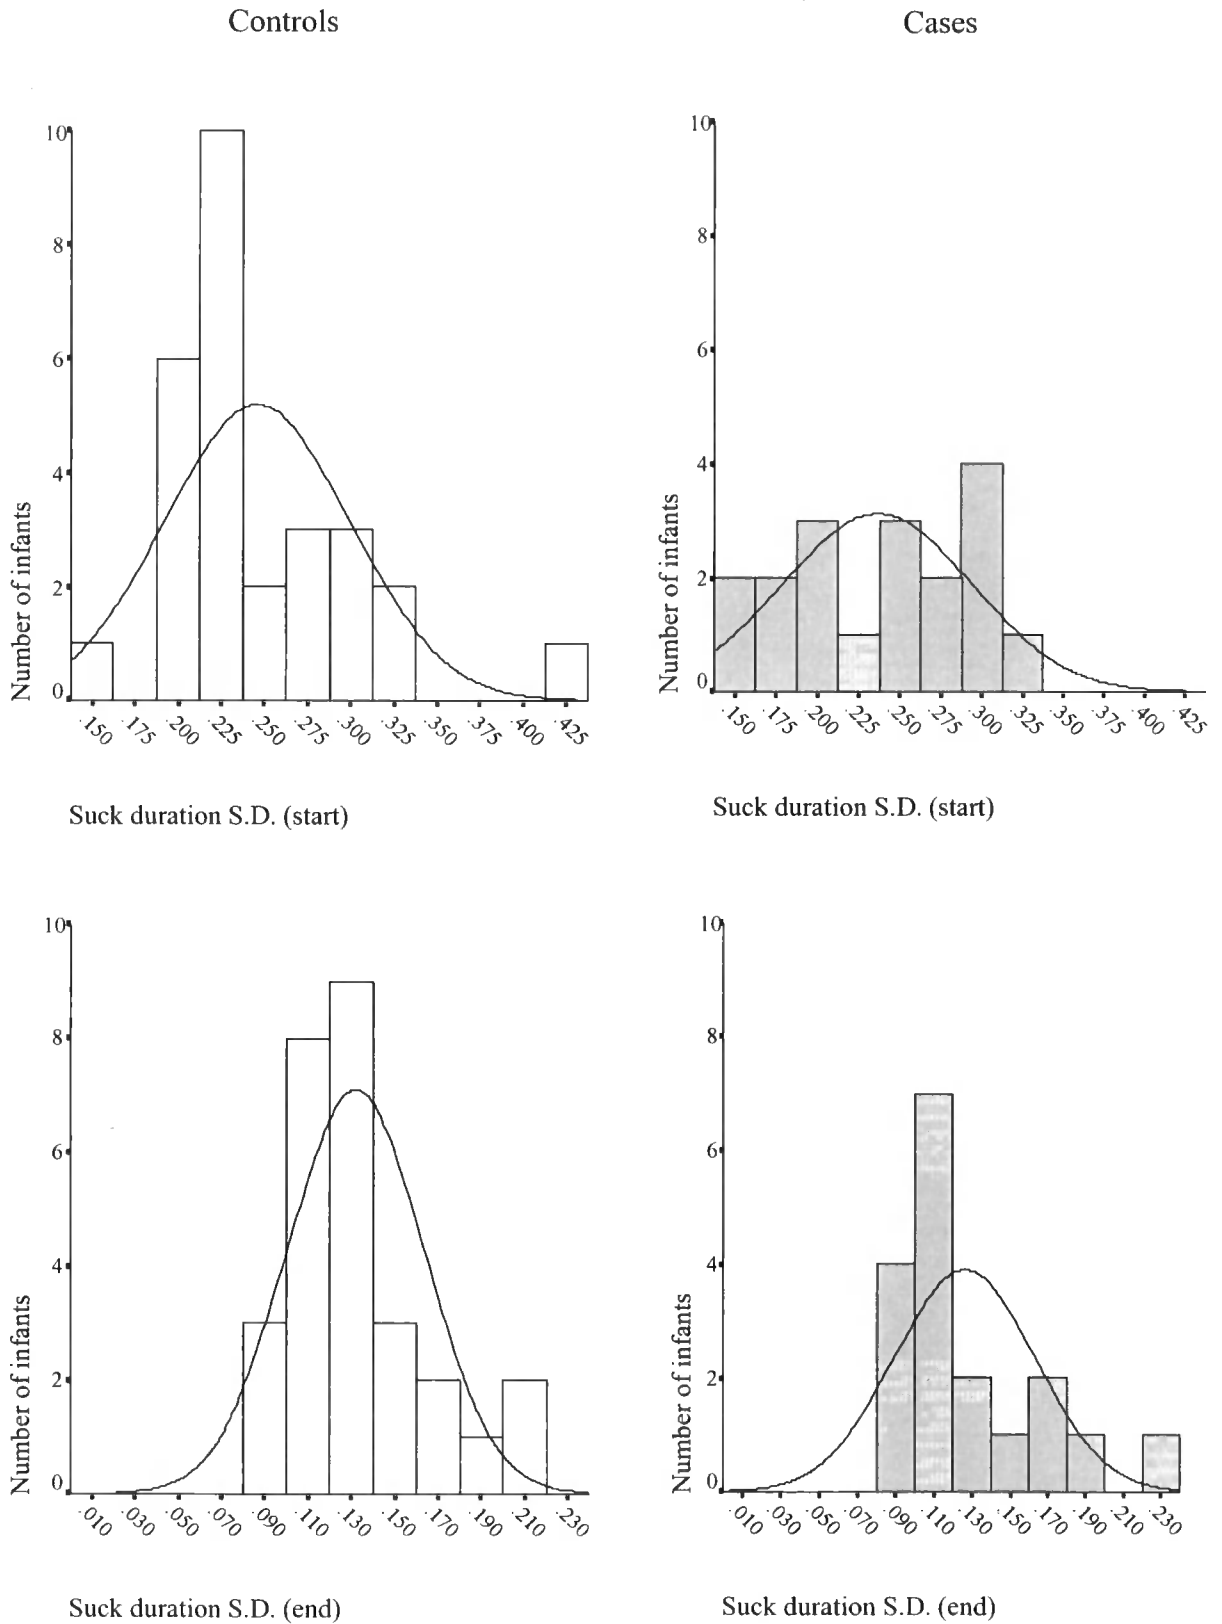 Controls
Cases
10
8
6
4
2
0
Number of infants
.150 .175 .200 .225 .250 .275 .300 .325 .350 .375 .400 .425
Suck duration S.D. (start)
10
8
6
4
2
0
Number of infants
.150 .175 .200 .225 .250 .275 .300 .325 .350 .375 .400 .425
Suck duration S.D. (start)
10
8
6
4
2
0
Number of infants
.010 .030 .050 .070 .090 .110 .130 .150 .170 .190 .210 .230
Suck duration S.D. (end)
10
8
6
4
2
0
Number of infants
.010 .030 .050 .070 .090 .110 .130 .150 .170 .190 .210 .230
Suck duration S.D. (end)